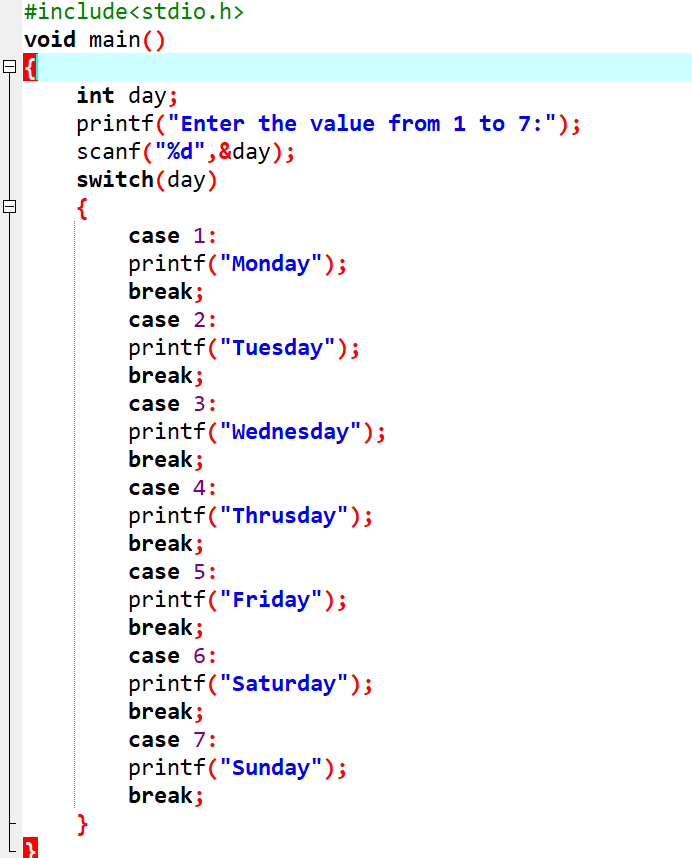 #include<stdio.h>
void main()
{
    int day;
    printf("Enter the value from 1 to 7:");
    scanf("%d",&day);
    switch(day)
    {
        case 1:
        printf("Monday");
        break;
        case 2:
        printf("Tuesday");
        break;
        case 3:
        printf("Wednesday");
        break;
        case 4:
        printf("Thrusday");
        break;
        case 5:
        printf("Friday");
        break;
        case 6:
        printf("Saturday");
        break;
        case 7:
        printf("Sunday");
        break;
    }
}